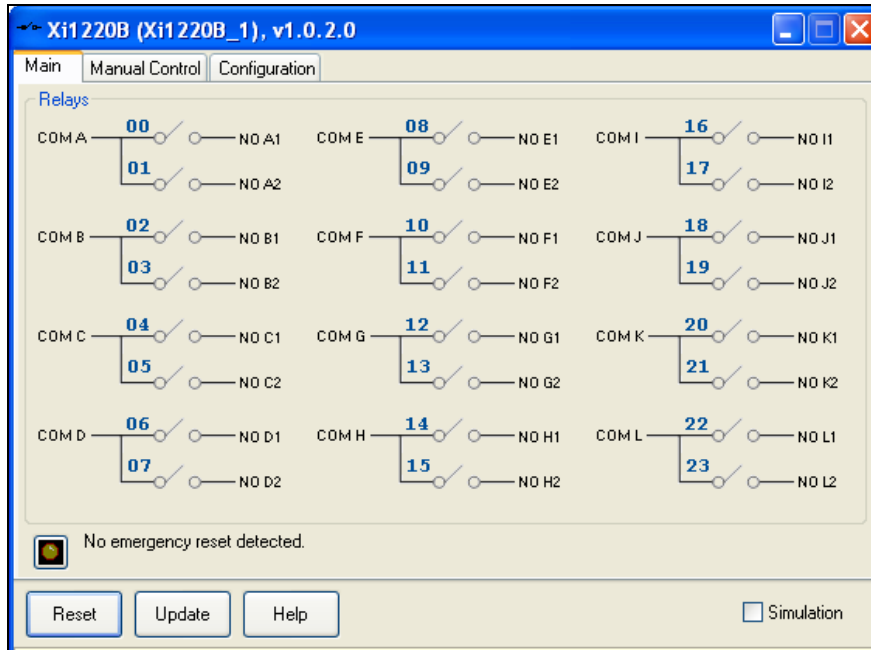 Xi1220B (Xi1220B_1), v1.0.2.0
Main Manual Control Configuration
Relays
COM A 00 NO A1 COM E 08 NO E1 COM I 16 NO I1
01 NO A2 09 NO E2 17 NO I2
COM B 02 NO B1 COM F 10 NO F1 COM J 18 NO J1
03 NO B2 11 NO F2 19 NO J2
COM C 04 NO C1 COM G 12 NO G1 COM K 20 NO K1
05 NO C2 13 NO G2 21 NO K2
COM D 06 NO D1 COM H 14 NO H1 COM L 22 NO L1
07 NO D2 15 NO H2 23 NO L2
No emergency reset detected.
Reset Update Help Simulation